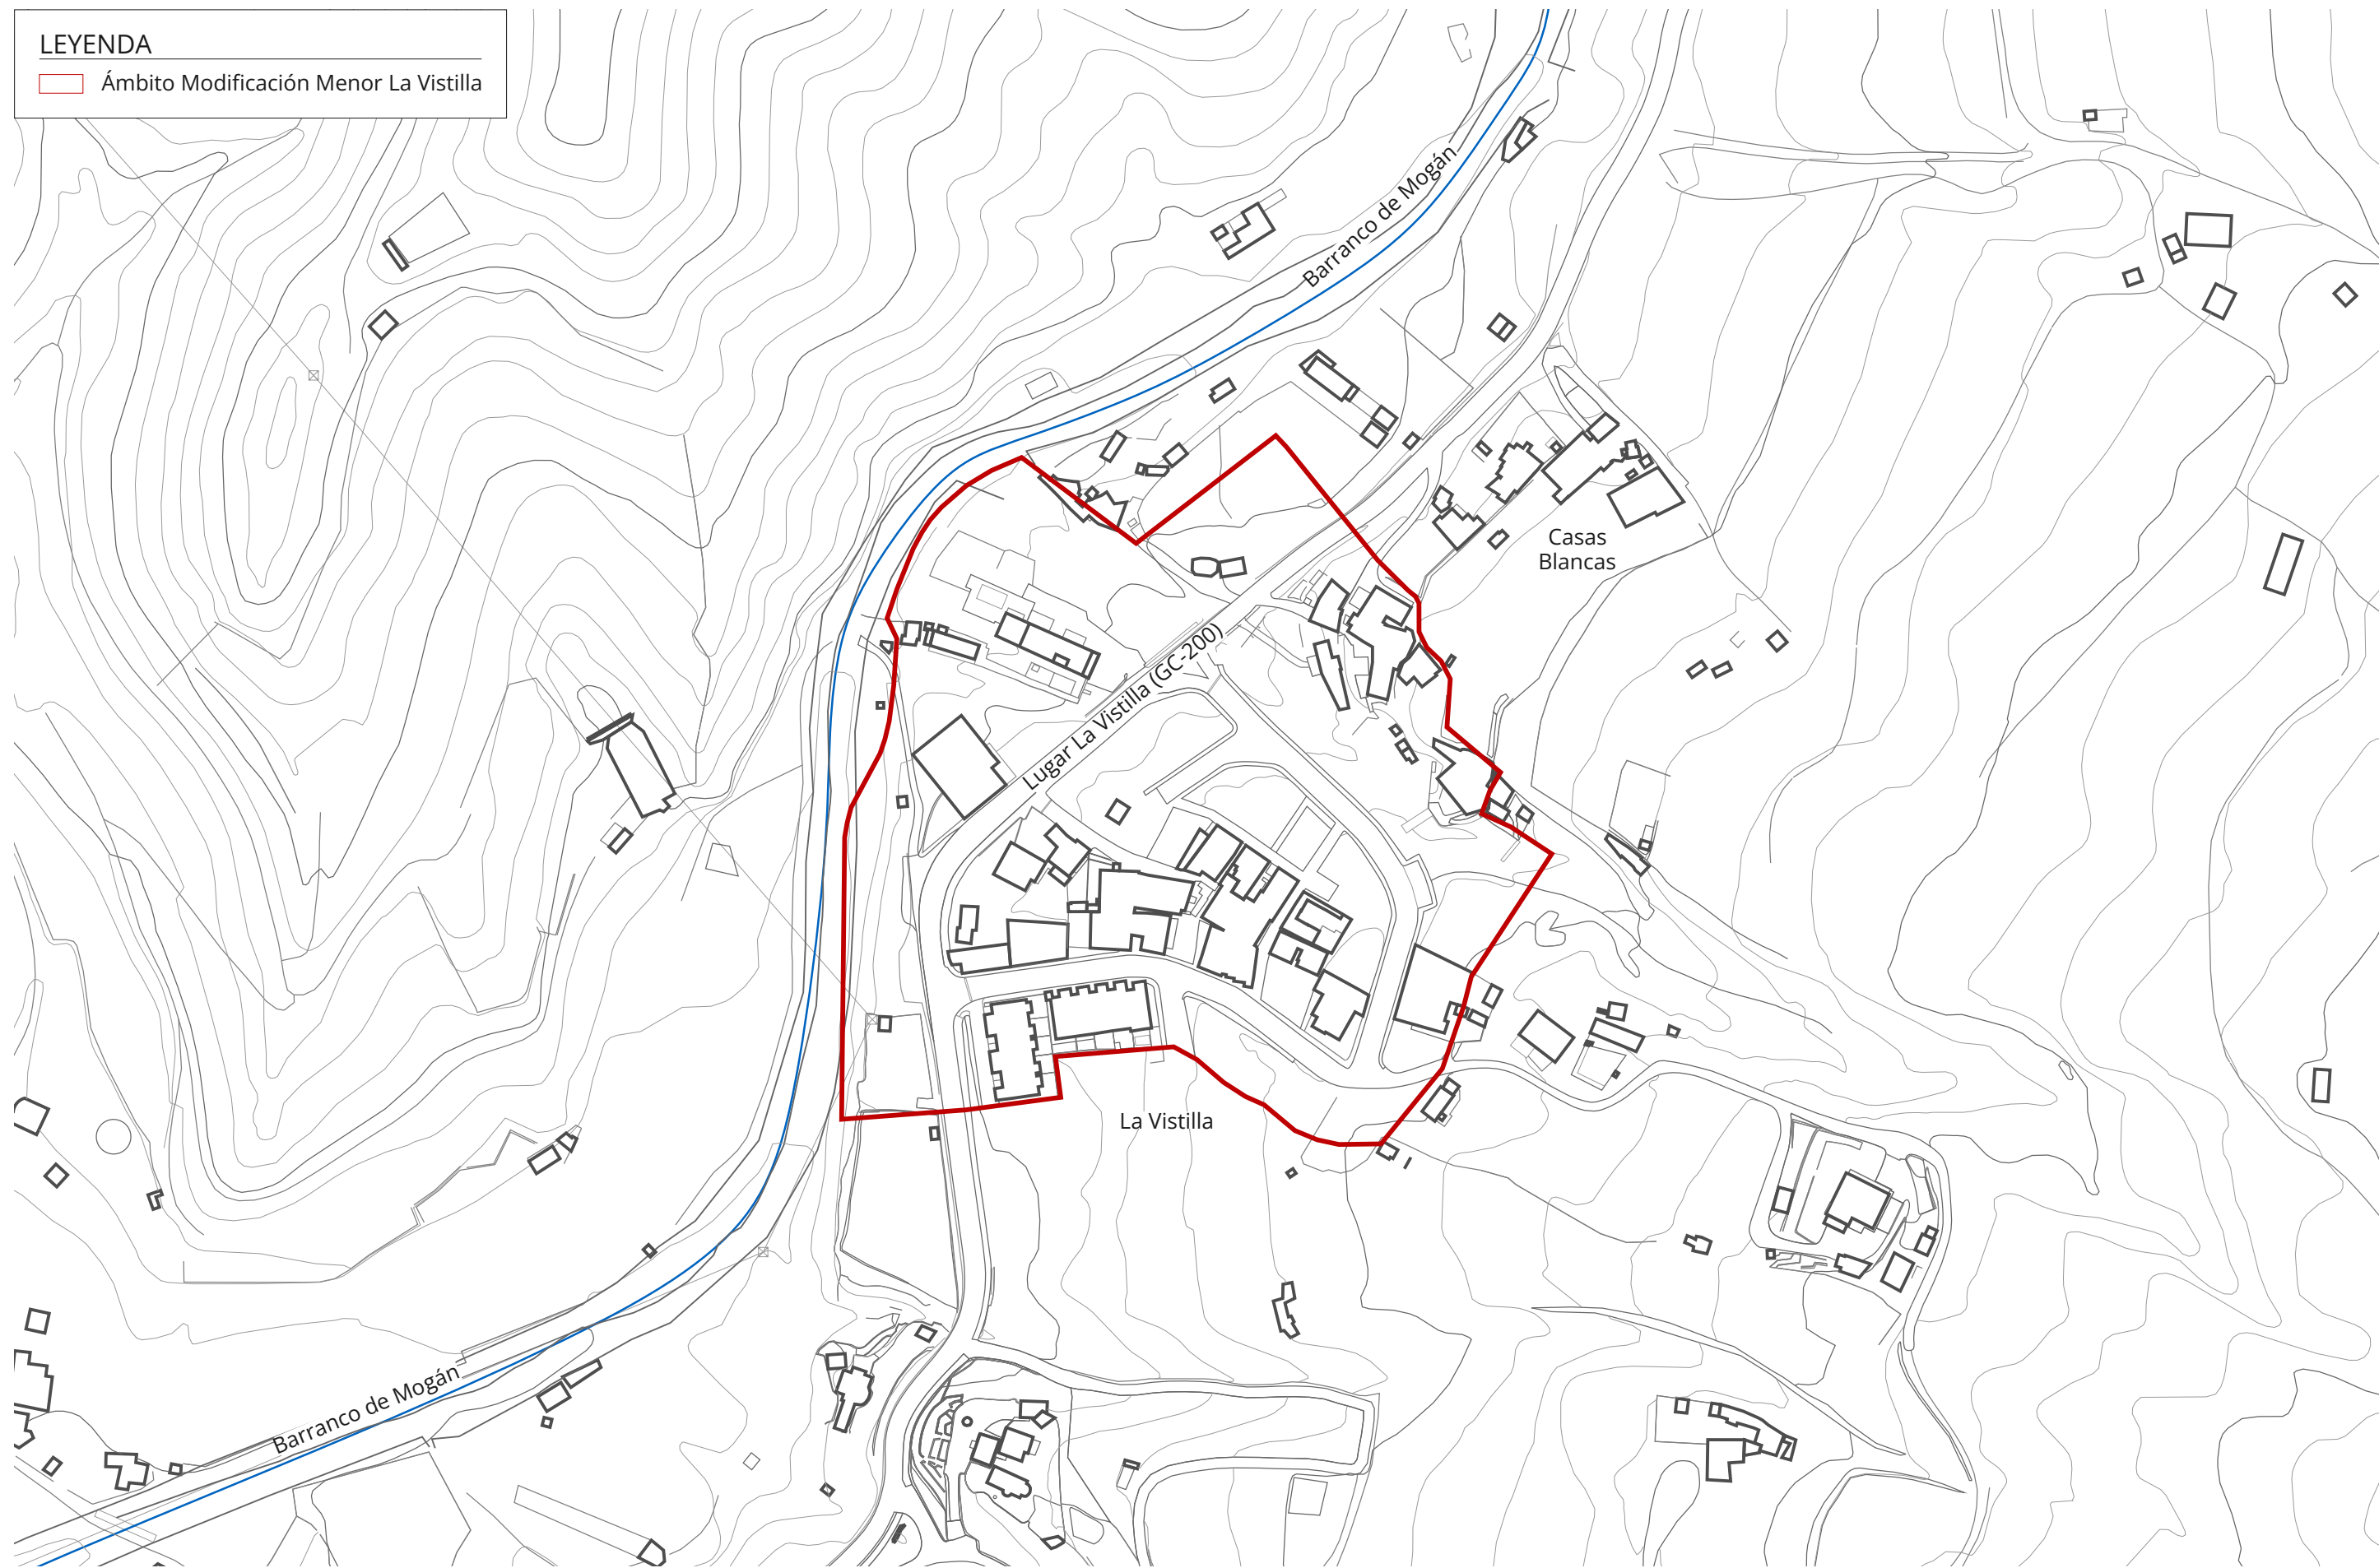 LEYENDA
Ámbito Modificación Menor La Vistilla
Barranco de Mogán
Casas
Blancas
Lugar La Vistilla (GC-200)
La Vistilla
Barranco de Mogán